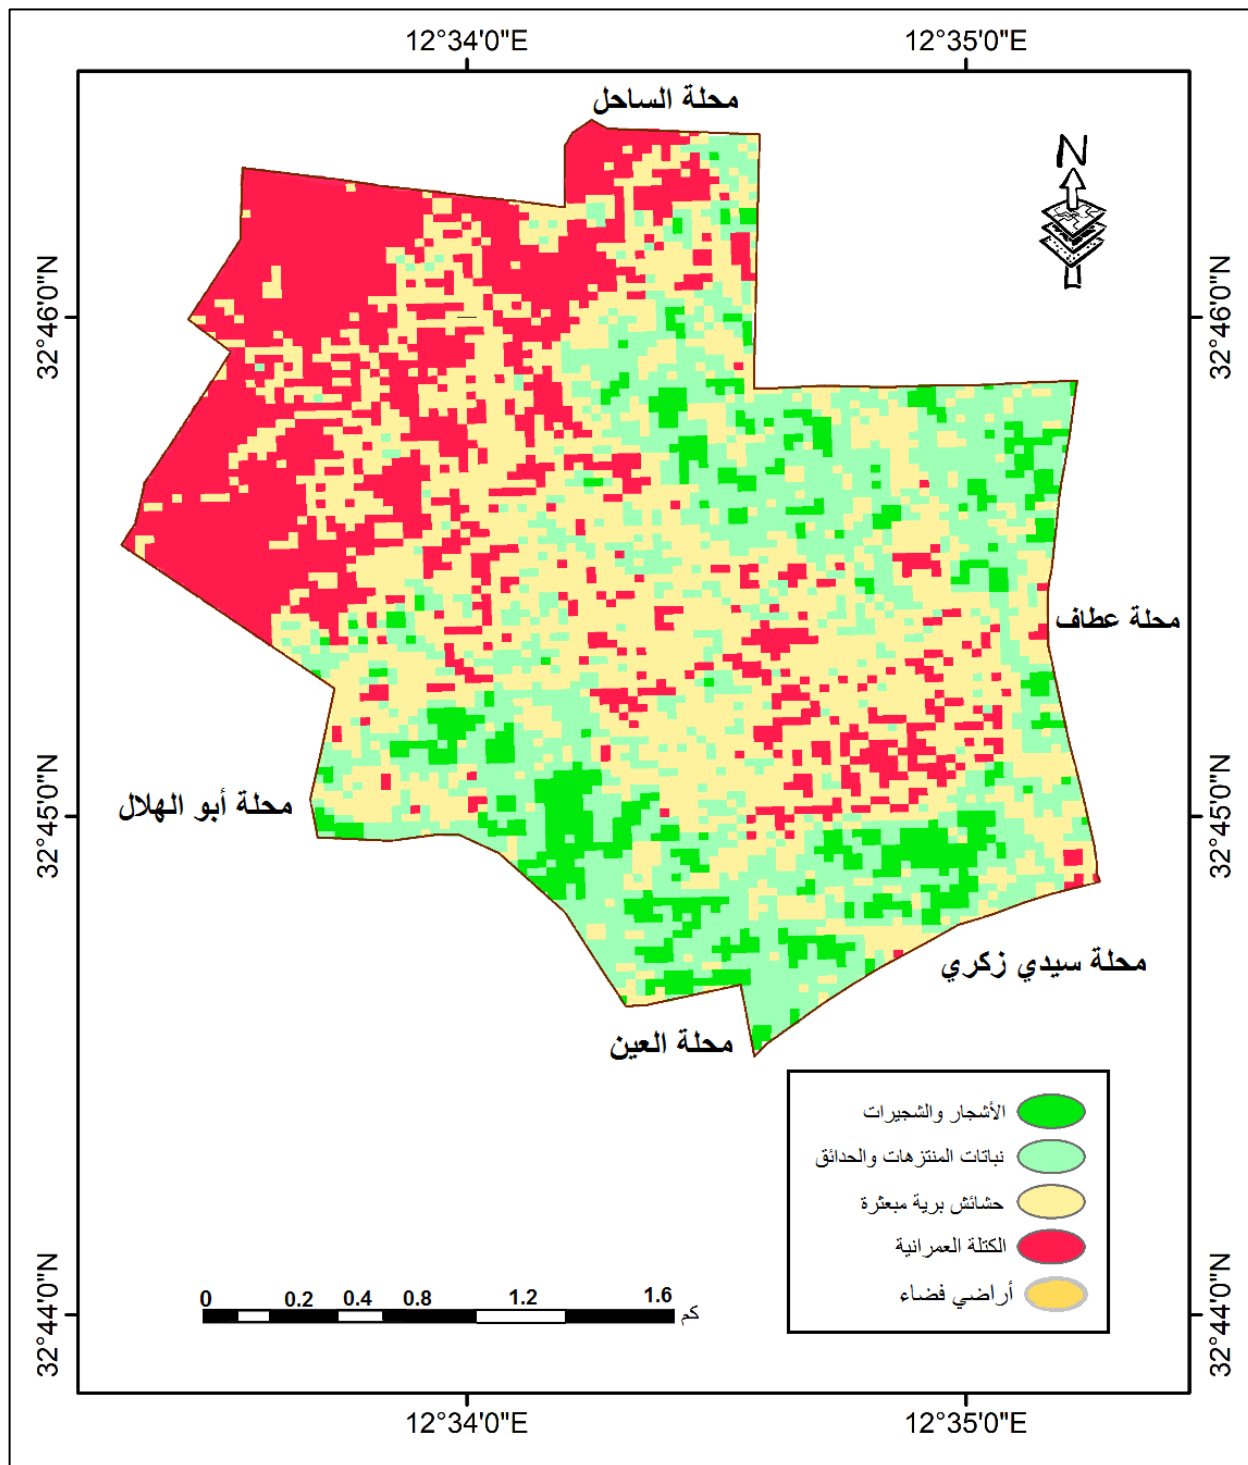 12°34'0"E
12°35'0"E
محلة الساحل
N
32°46'0"N
32°46'0"N
محلة عطاف
محلة أبو الهلال
32°45'0"N
32°45'0"N
محلة سيدي زكري
محلة العين
الأشجار والشجيرات
نباتات المنتزهات والحدائق
حشائش برية مبعثرة
الكتلة العمرانية
أراضي فضاء
0 0.2 0.4 0.8 1.2 1.6 كم
32°44'0"N
32°44'0"N
12°34'0"E
12°35'0"E